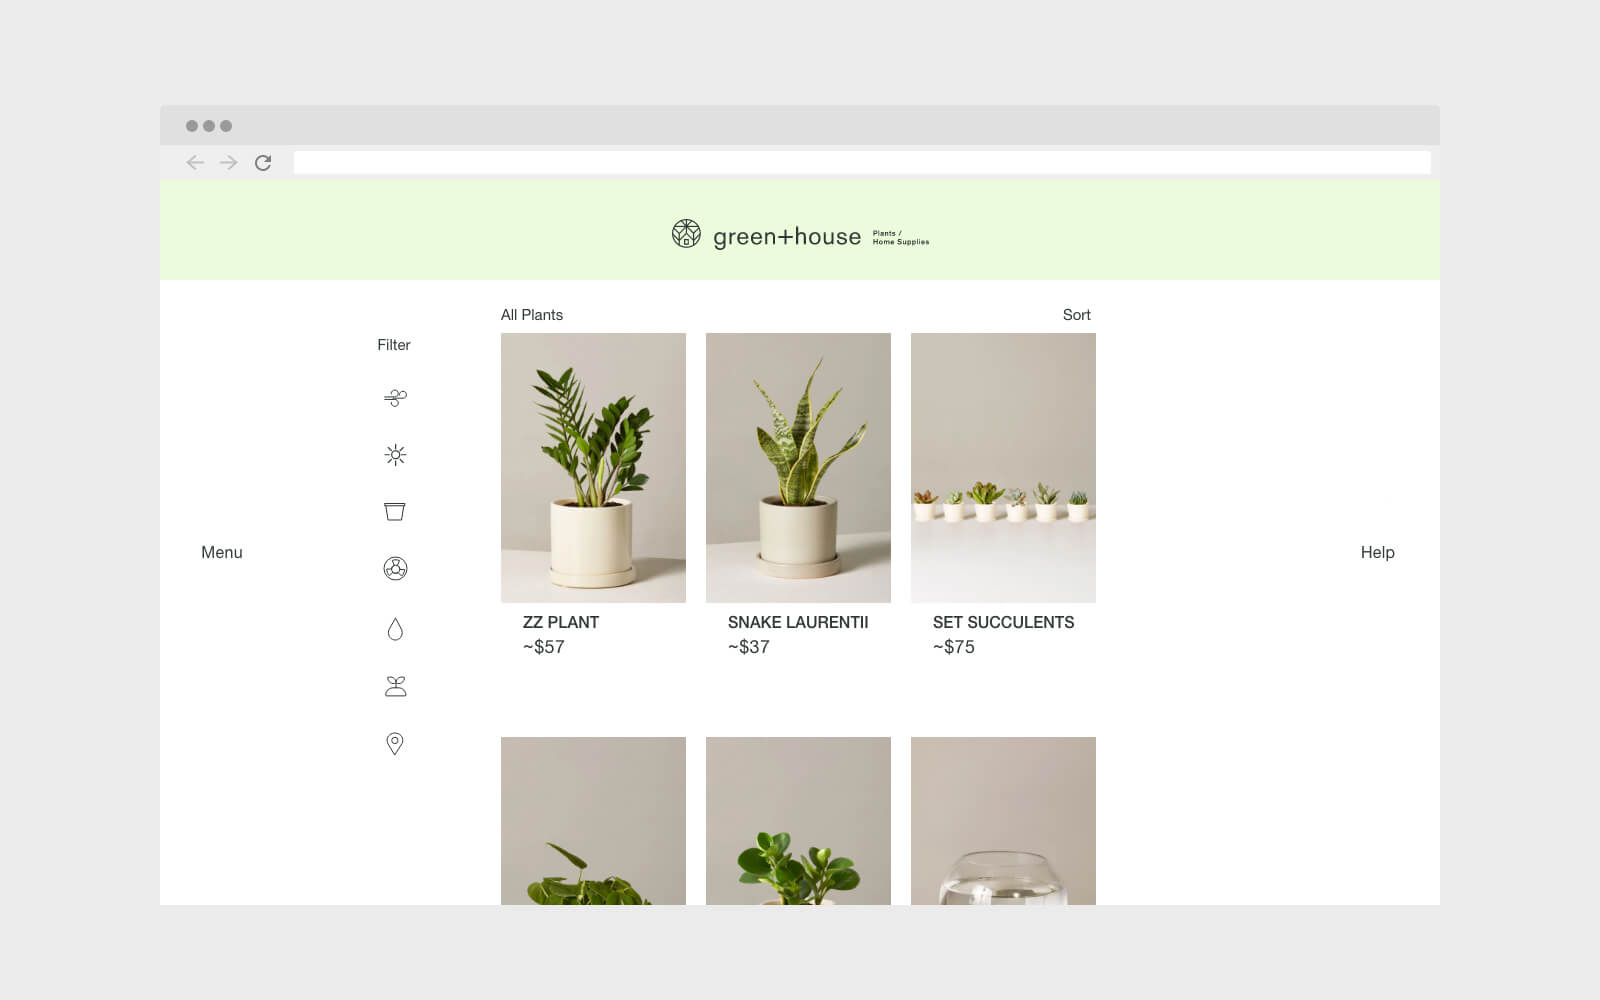 green+house
Plants /
Home Supplies
All Plants
Sort
Filter
Menu
Help
ZZ PLANT
~$57
SNAKE LAURENTII
~$37
SET SUCCULENTS
~$75